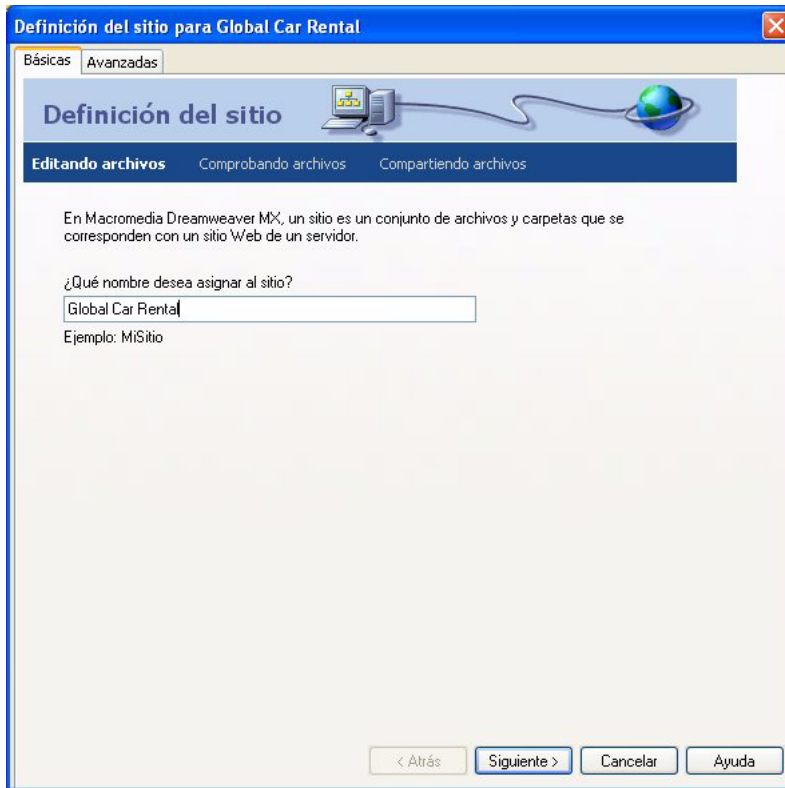 Definición del sitio para Global Car Rental
Básicas Avanzadas
Definición del sitio
Editando archivos Comprobando archivos Compartiendo archivos
En Macromedia Dreamweaver MX, un sitio es un conjunto de archivos y carpetas que se
corresponden con un sitio Web de un servidor.
¿Qué nombre desea asignar al sitio?
Global Car Rental
Ejemplo: MiSitio
< Atrás Siguiente > Cancelar Ayuda